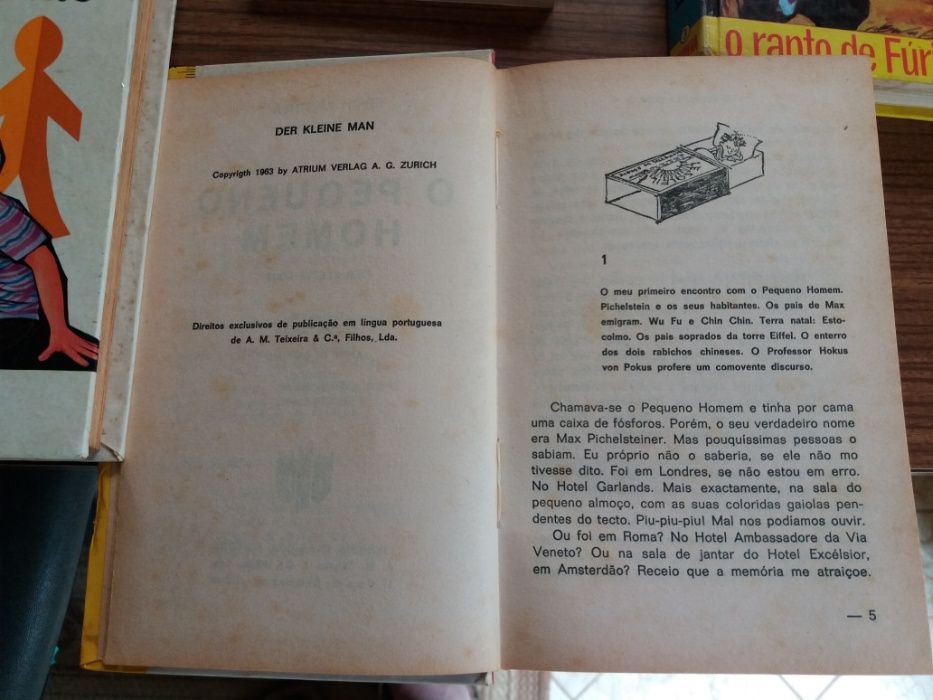 DER KLEINE MAN
Copyrigth 1963 by ATRIUM VERLAG A. G. ZURICH
O PEQUENO
HOMEM
Direitos exclusivos de publicação em língua portuguesa
de A. M. Teixeira & C.ª, Filhos, Lda.
o rapto de Fúr
1
O meu primeiro encontro com o Pequeno Homem.
Pichelstein e os seus habitantes. Os pais de Max
emigram. Wu Fu e Chin Chin. Terra natal: Esto-
colmo. Os pais soprados da torre Eiffel. O enterro
dos dois rabichos chineses. O Professor Hokus
von Pokus profere um comovente discurso.
Chamava-se o Pequeno Homem e tinha por cama
uma caixa de fósforos. Porém, o seu verdadeiro nome
era Max Pichelsteiner. Mas pouquíssimas pessoas o
sabiam. Eu próprio não o saberia, se ele não mo
tivesse dito. Foi em Londres, se não estou em erro.
No Hotel Garlands. Mais exactamente, na sala do
pequeno almoço, com as suas coloridas gaiolas pen-
dentes do tecto. Piu-piu-piu! Mal nos podiamos ouvir.
Ou foi em Roma? No Hotel Ambassadore da Via
Veneto? Ou na sala de jantar do Hotel Excélsior,
em Amsterdão? Receio que a memória me atraiçoe.
— 5